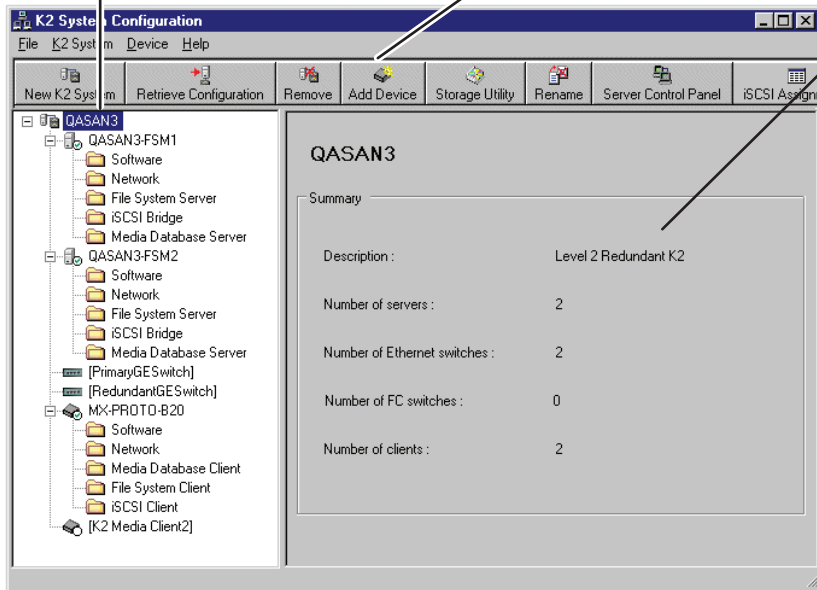 K2 System Configuration
File K2 System Device Help
New K2 System Retrieve Configuration Remove Add Device Storage Utility Rename Server Control Panel iSCSI Assign
QASAN3
QASAN3-FSM1
Software
Network
File System Server
iSCSI Bridge
Media Database Server
QASAN3-FSM2
Software
Network
File System Server
iSCSI Bridge
Media Database Server
[PrimaryGESwitch]
[RedundantGESwitch]
MX-PROTO-B20
Software
Network
Media Database Client
File System Client
iSCSI Client
[K2 Media Client2]
QASAN3
Summary
Description : Level 2 Redundant K2
Number of servers : 2
Number of Ethernet switches : 2
Number of FC switches : 0
Number of clients : 2